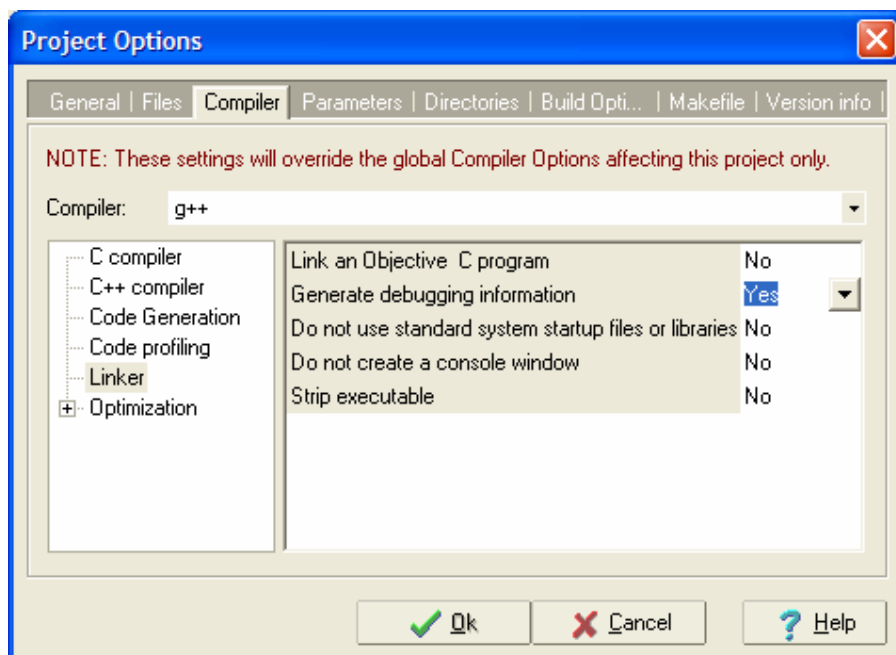 Project Options
General | Files | Compiler | Parameters | Directories | Build Opti... | Makefile | Version info |
NOTE: These settings will override the global Compiler Options affecting this project only.
Compiler: g++
C compiler
C++ compiler
Code Generation
Code profiling
Linker
Optimization
Link an Objective C program No
Generate debugging information Yes
Do not use standard system startup files or libraries No
Do not create a console window No
Strip executable No
Ok Cancel Help